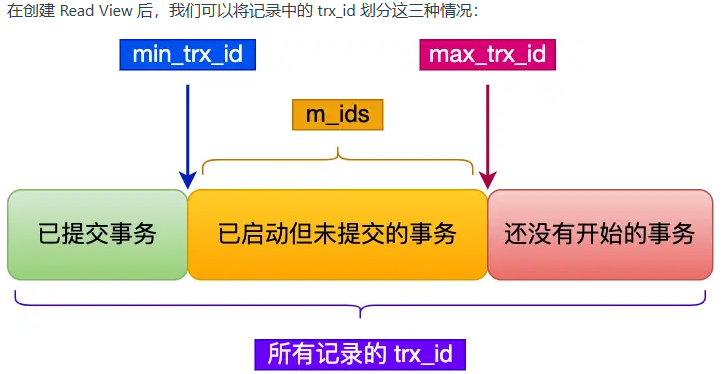 在创建 Read View 后，我们可以将记录中的 trx_id 划分这三种情况：
min_trx_id
max_trx_id
m_ids
已提交事务
已启动但未提交的事务
还没有开始的事务
所有记录的 trx_id